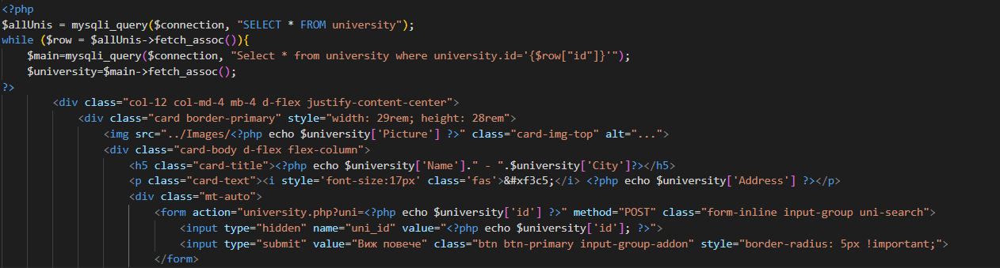 <?php
$allUnis = mysqli_query($connection, "SELECT * FROM university");
while ($row = $allUnis->fetch_assoc()){
    $main=mysqli_query($connection, "Select * from university where university.id='{$row["id"]}'");
    $university=$main->fetch_assoc();
?>
        <div class="col-12 col-md-4 mb-4 d-flex justify-content-center">
            <div class="card border-primary" style="width: 29rem; height: 28rem">
                <img src="../Images/<?php echo $university['Picture'] ?>" class="card-img-top" alt="...">
                <div class="card-body d-flex flex-column">
                    <h5 class="card-title"><?php echo $university['Name']." - ".$university['City']?></h5>
                    <p class="card-text"><i style='font-size:17px' class='fas'>&#xf3c5;</i> <?php echo $university['Address'] ?></p>
                    <div class="mt-auto">
                        <form action="university.php?uni=<?php echo $university['id'] ?>" method="POST" class="form-inline input-group uni-search">
                            <input type="hidden" name="uni_id" value="<?php echo $university['id']; ?>">
                            <input type="submit" value="Виж повече" class="btn btn-primary input-group-addon" style="border-radius: 5px !important;">
                        </form>